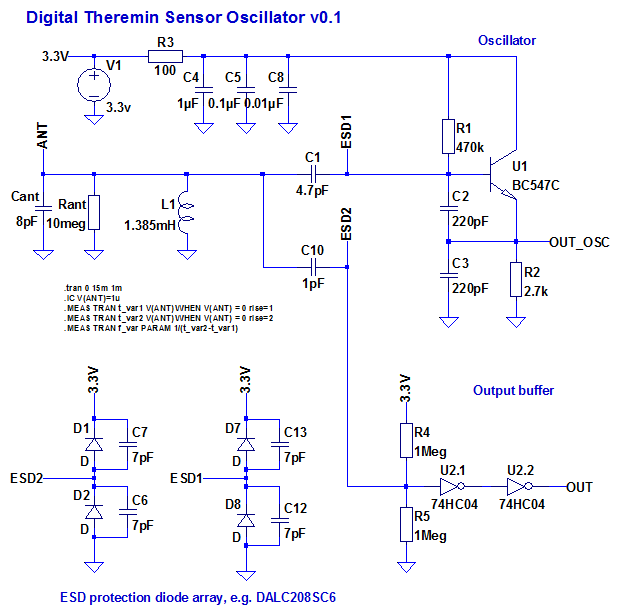 Digital Theremin Sensor Oscillator v0.1
3.3V
R3
100
V1
3.3v
C4
1µF
C5
0.1µF
C8
0.01µF
Oscillator
ANT
Cant
8pF
Rant
10meg
L1
1.385mH
C1
4.7pF
ESD1
R1
470k
U1
BC547C
C2
220pF
C3
220pF
OUT_OSC
R2
2.7k
ESD2
C10
1pF
.tran 0 15m 1m
.IC V(ANT)=1u
.MEAS TRAN t_var1 V(ANT) WHEN V(ANT) = 0 rise=1
.MEAS TRAN t_var2 V(ANT) WHEN V(ANT) = 0 rise=2
.MEAS TRAN f_var PARAM 1/(t_var2-t_var1)
3.3V
D1
D
C7
7pF
ESD2
D2
D
C6
7pF
3.3V
D7
D
C13
7pF
ESD1
D8
D
C12
7pF
Output buffer
3.3V
R4
1Meg
R5
1Meg
U2.1
74HC04
U2.2
74HC04
OUT
ESD protection diode array, e.g. DALC208SC6